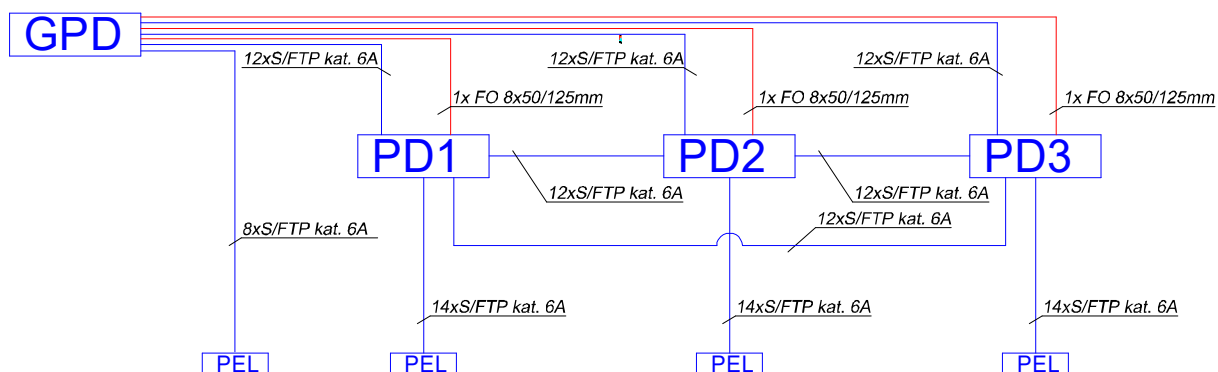 GPD
12xS/FTP kat. 6A
12xS/FTP kat. 6A
12xS/FTP kat. 6A
1x FO 8x50/125mm
1x FO 8x50/125mm
1x FO 8x50/125mm
PD1
PD2
PD3
12xS/FTP kat. 6A
12xS/FTP kat. 6A
12xS/FTP kat. 6A
8xS/FTP kat. 6A
14xS/FTP kat. 6A
14xS/FTP kat. 6A
14xS/FTP kat. 6A
PEL
PEL
PEL
PEL